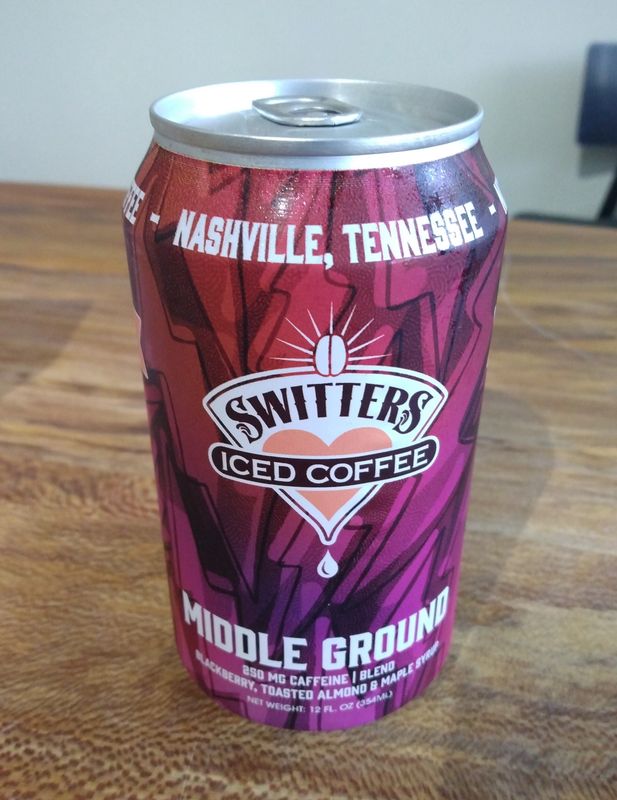 - NASHVILLE, TENNESSEE -
SWITTERS
ICED COFFEE
MIDDLE GROUND
250 MG CAFFEINE | BLEND
BLACKBERRY, TOASTED ALMOND & MAPLE SYRUP
NET WEIGHT: 12 FL. OZ (354ML)